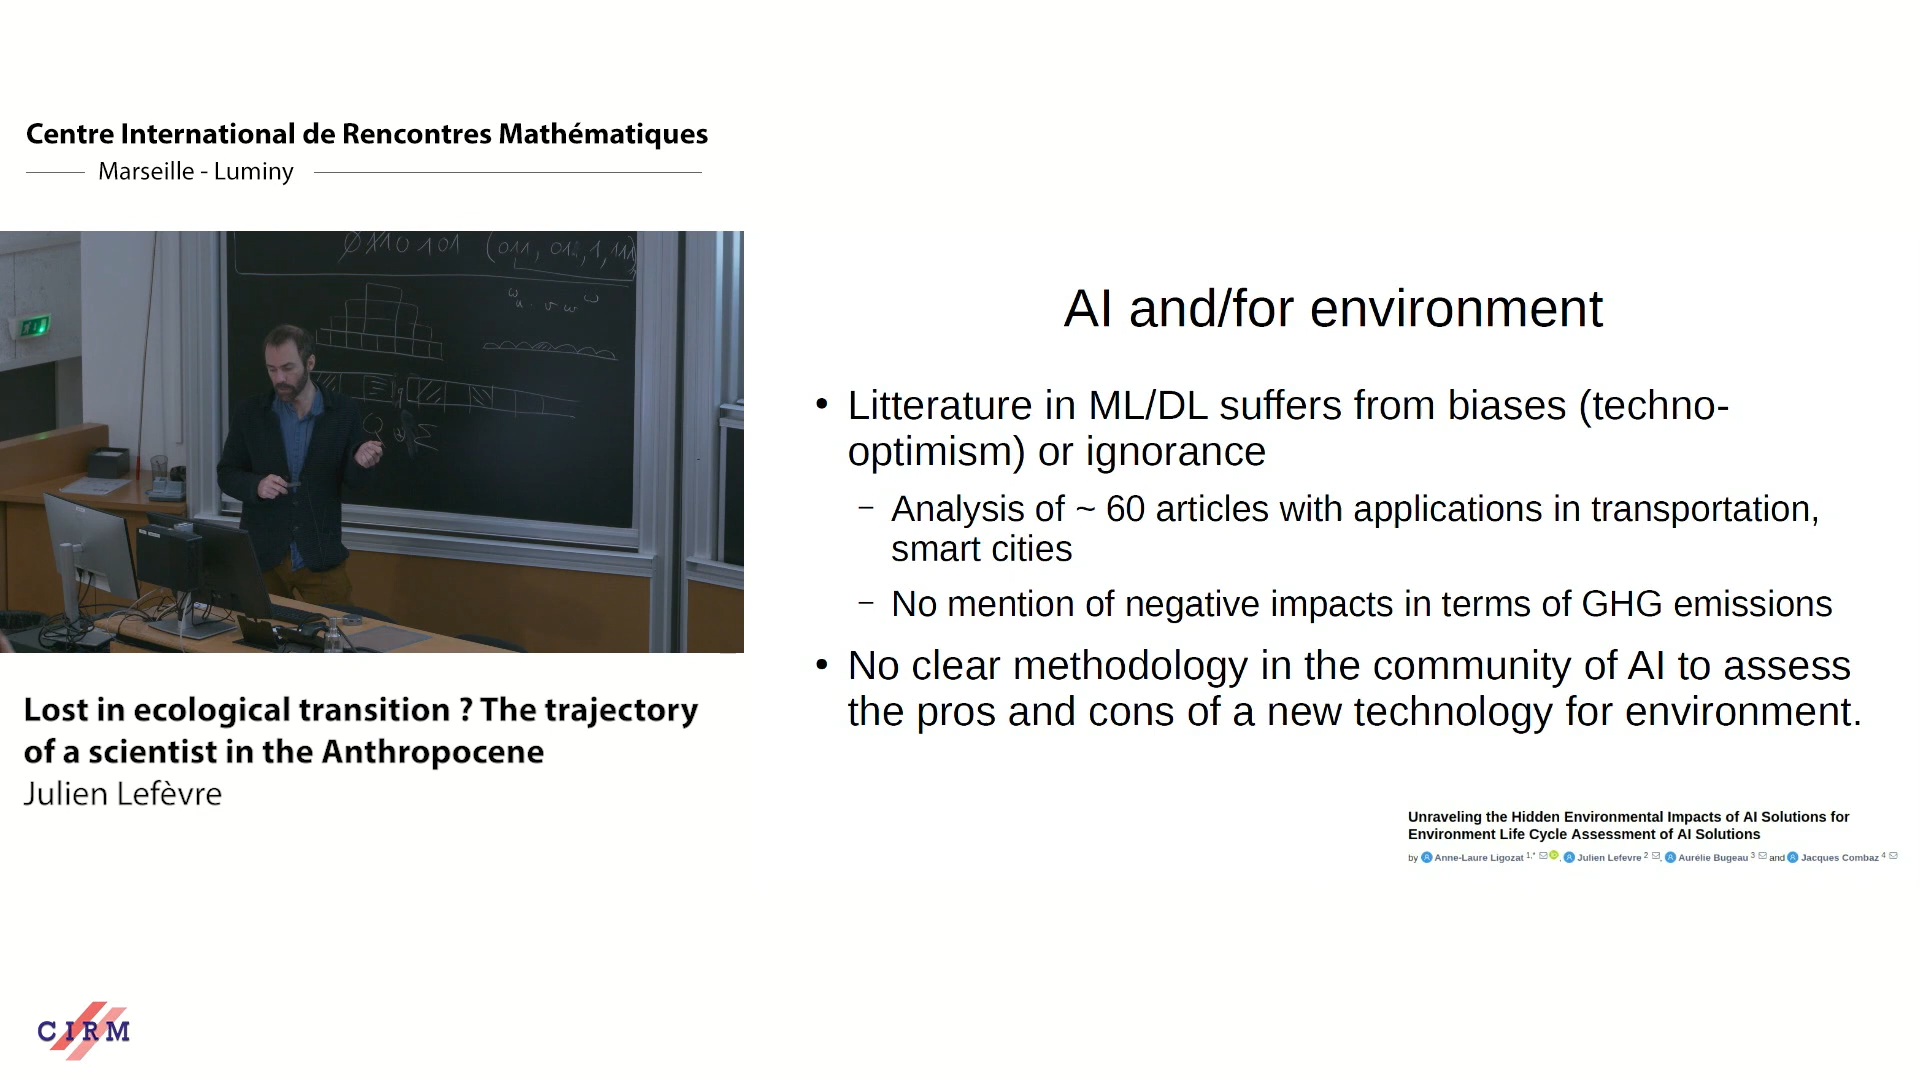 Centre International de Rencontres Mathématiques
Marseille - Luminy
Lost in ecological transition ? The trajectory
of a scientist in the Anthropocene
Julien Lefèvre
CIRM
AI and/for environment
• Litterature in ML/DL suffers from biases (techno-
optimism) or ignorance
– Analysis of ~ 60 articles with applications in transportation,
smart cities
– No mention of negative impacts in terms of GHG emissions
• No clear methodology in the community of AI to assess
the pros and cons of a new technology for environment.
Unraveling the Hidden Environmental Impacts of AI Solutions for
Environment Life Cycle Assessment of AI Solutions
by Anne-Laure Ligozat 1,* , Julien Lefevre 2 , Aurélie Bugeau 3 and Jacques Combaz 4